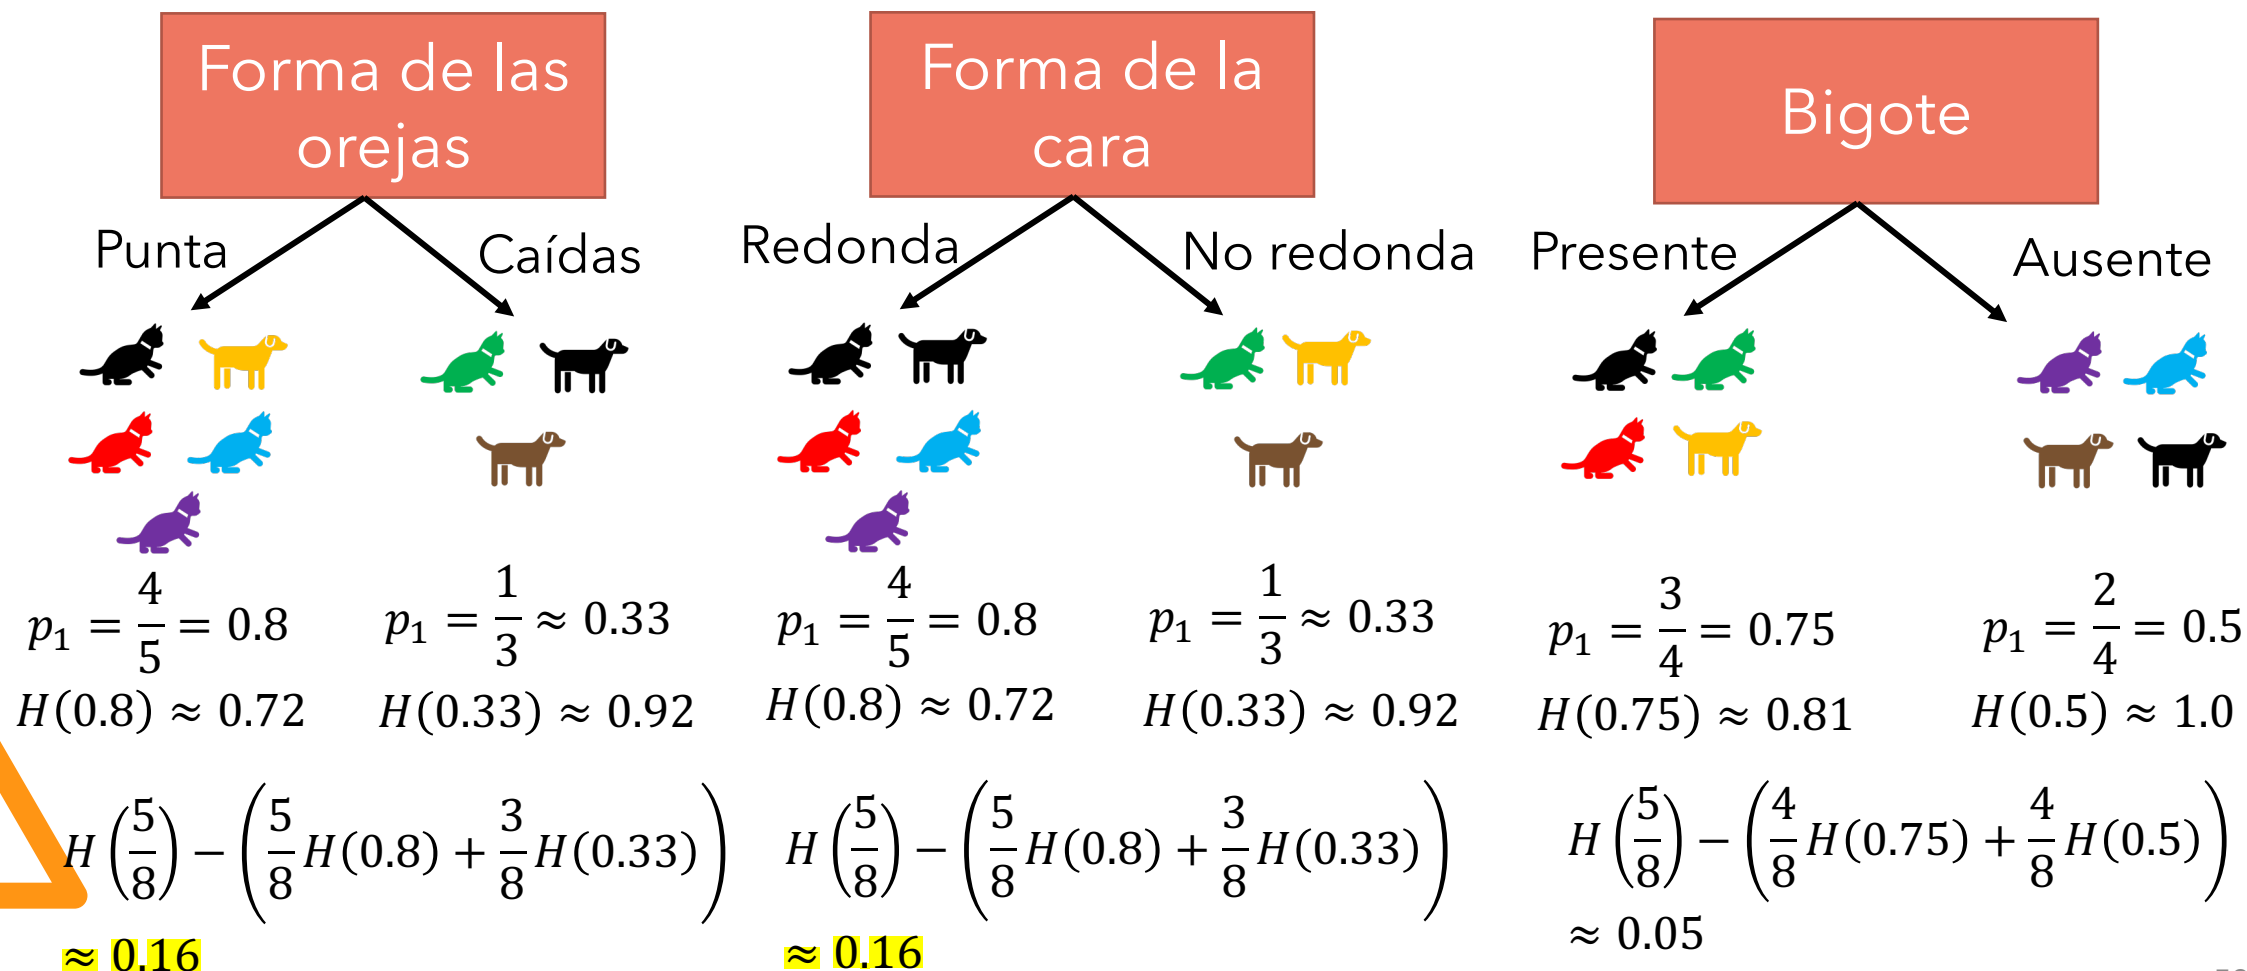 Forma de las
orejas
Punta
Caídas
p₁ = 4/5 = 0.8
H(0.8) ≈ 0.72
p₁ = 1/3 ≈ 0.33
H(0.33) ≈ 0.92
H(5/8) − (5/8 H(0.8) + 3/8 H(0.33))
≈ 0.16
Forma de la
cara
Redonda
No redonda
p₁ = 4/5 = 0.8
H(0.8) ≈ 0.72
p₁ = 1/3 ≈ 0.33
H(0.33) ≈ 0.92
H(5/8) − (5/8 H(0.8) + 3/8 H(0.33))
≈ 0.16
Bigote
Presente
Ausente
p₁ = 3/4 = 0.75
H(0.75) ≈ 0.81
p₁ = 2/4 = 0.5
H(0.5) ≈ 1.0
H(5/8) − (4/8 H(0.75) + 4/8 H(0.5))
≈ 0.05